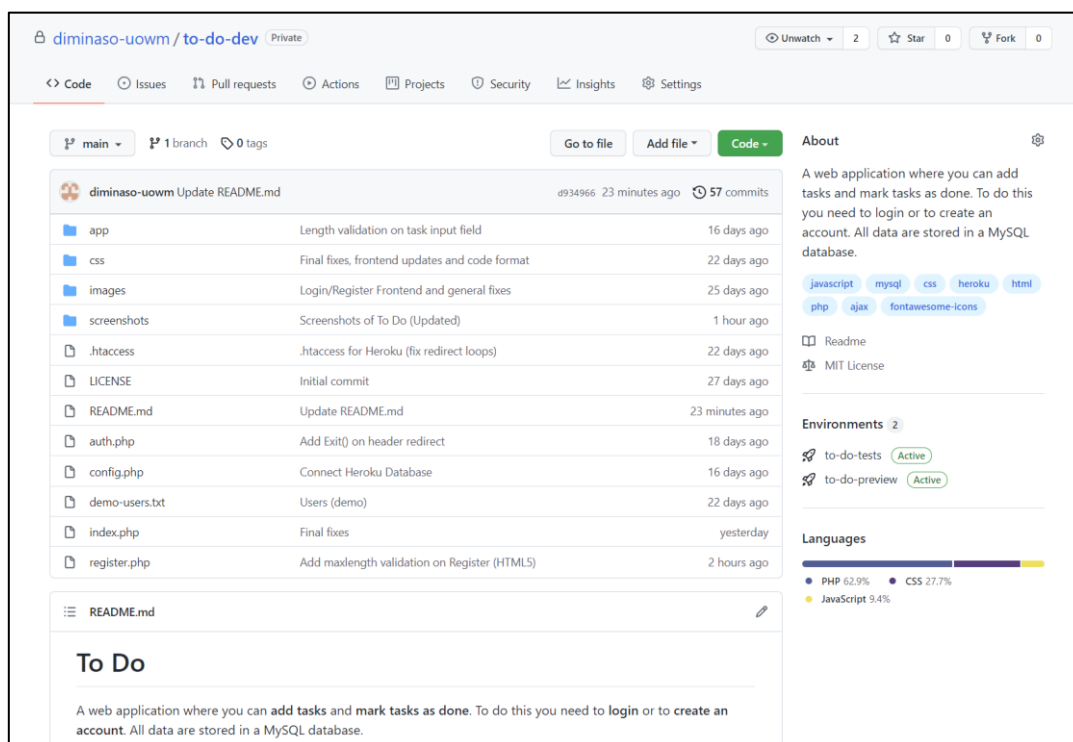 diminaso-uowm / to-do-dev Private
Unwatch 2 Star 0 Fork 0
Code Issues Pull requests Actions Projects Security Insights Settings
main 1 branch 0 tags Go to file Add file Code
diminaso-uowm Update README.md d934966 23 minutes ago 57 commits
app Length validation on task input field 16 days ago
css Final fixes, frontend updates and code format 22 days ago
images Login/Register Frontend and general fixes 25 days ago
screenshots Screenshots of To Do (Updated) 1 hour ago
.htaccess .htaccess for Heroku (fix redirect loops) 22 days ago
LICENSE Initial commit 27 days ago
README.md Update README.md 23 minutes ago
auth.php Add Exit() on header redirect 18 days ago
config.php Connect Heroku Database 16 days ago
demo-users.txt Users (demo) 22 days ago
index.php Final fixes yesterday
register.php Add maxlength validation on Register (HTML5) 2 hours ago
README.md
To Do
A web application where you can add tasks and mark tasks as done. To do this you need to login or to create an
account. All data are stored in a MySQL database.
About
A web application where you can add
tasks and mark tasks as done. To do this
you need to login or to create an
account. All data are stored in a MySQL
database.
javascript mysql css heroku html
php ajax fontawesome-icons
Readme
MIT License
Environments 2
to-do-tests Active
to-do-preview Active
Languages
PHP 62.9% CSS 27.7%
JavaScript 9.4%